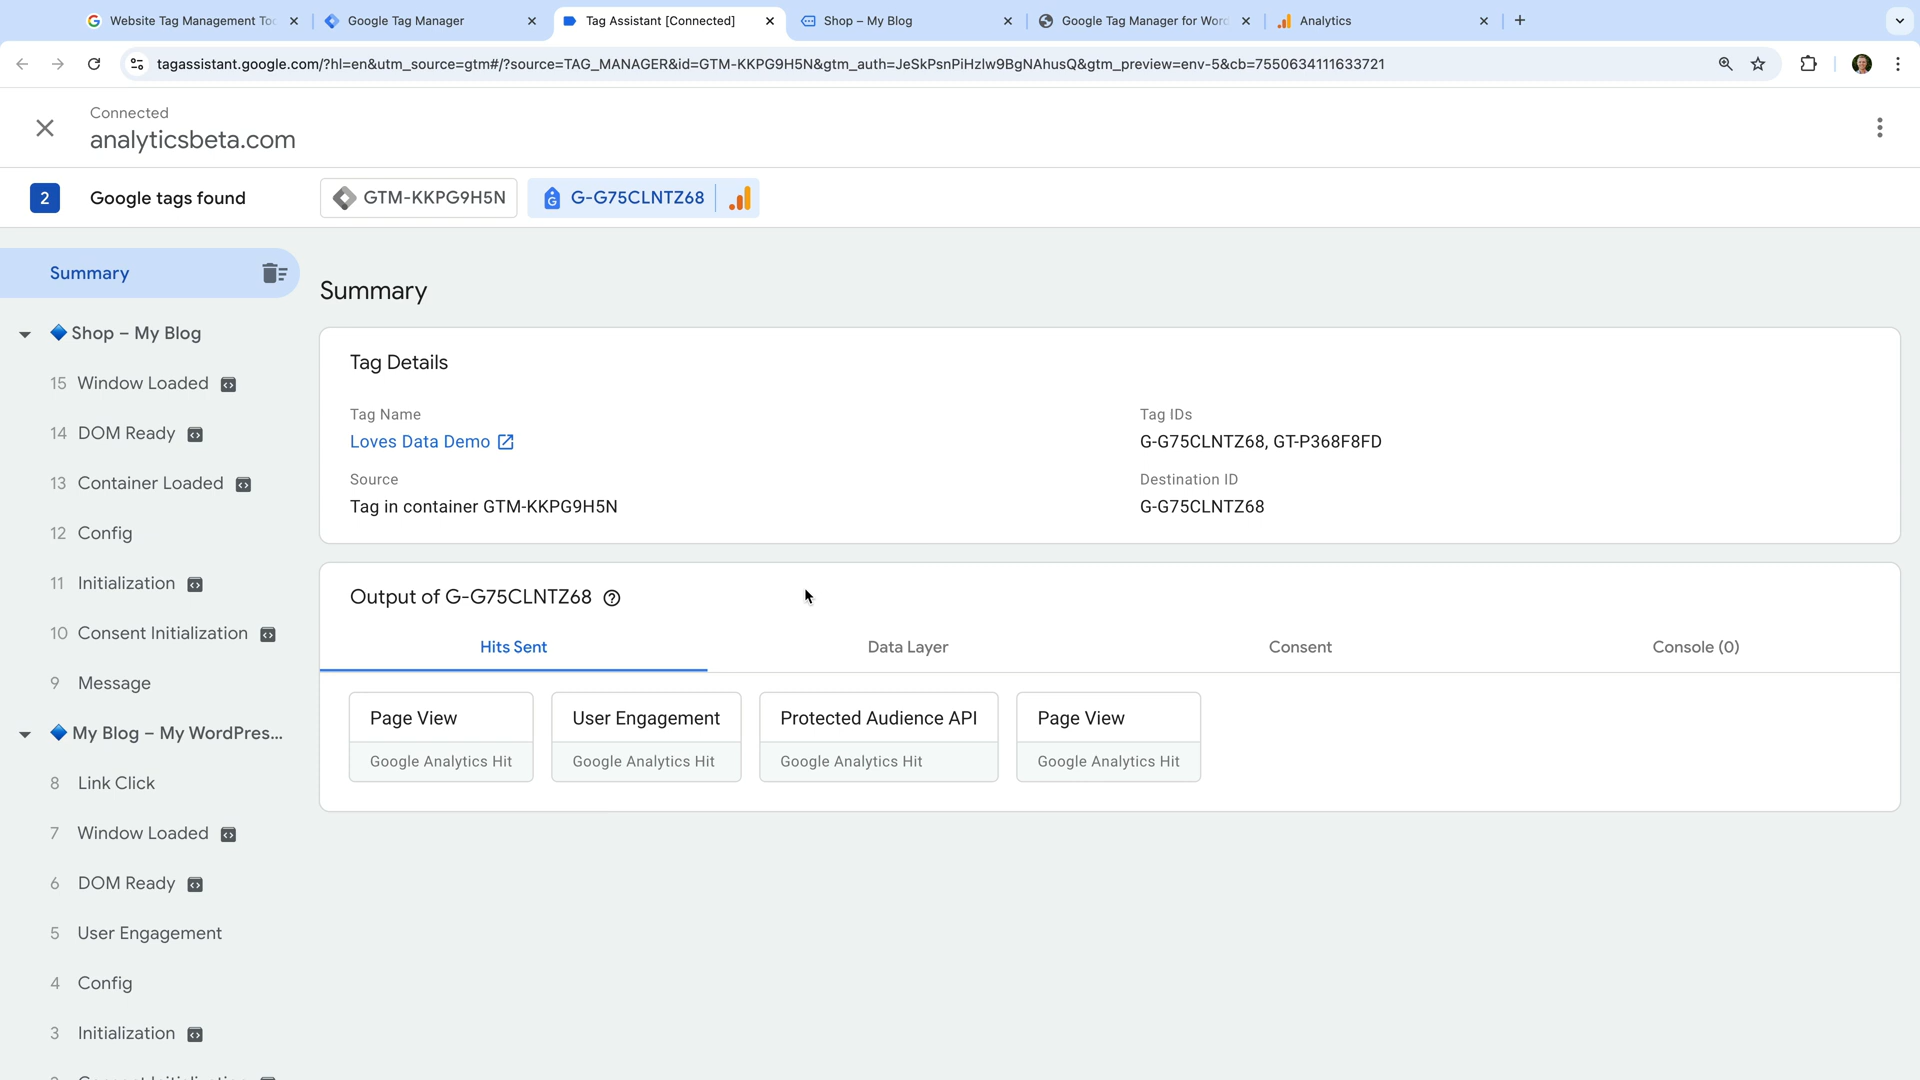 Website Tag Management Too
Google Tag Manager
Tag Assistant [Connected]
Shop – My Blog
Google Tag Manager for Word
Analytics
tagassistant.google.com/?hl=en&utm_source=gtm#/?source=TAG_MANAGER&id=GTM-KKPG9H5N&gtm_auth=JeSkPsnPiHzlw9BgNAhusQ&gtm_preview=env-5&cb=7550634111633721
Connected
analyticsbeta.com
2
Google tags found
GTM-KKPG9H5N
G-G75CLNTZ68
Summary
Shop – My Blog
15 Window Loaded
14 DOM Ready
13 Container Loaded
12 Config
11 Initialization
10 Consent Initialization
9 Message
My Blog – My WordPres...
8 Link Click
7 Window Loaded
6 DOM Ready
5 User Engagement
4 Config
3 Initialization
Summary
Tag Details
Tag Name
Loves Data Demo
Tag IDs
G-G75CLNTZ68, GT-P368F8FD
Source
Tag in container GTM-KKPG9H5N
Destination ID
G-G75CLNTZ68
Output of G-G75CLNTZ68
Hits Sent
Data Layer
Consent
Console (0)
Page View
Google Analytics Hit
User Engagement
Google Analytics Hit
Protected Audience API
Google Analytics Hit
Page View
Google Analytics Hit